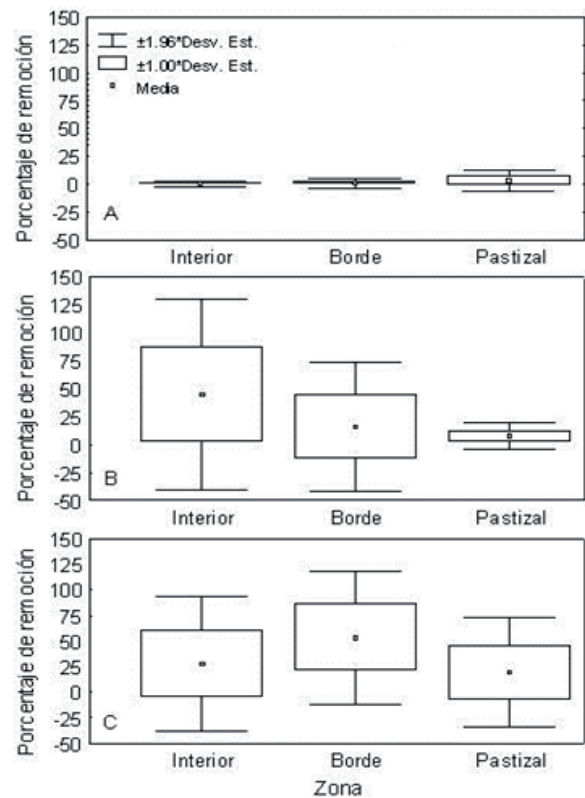 Porcentaje de remoción
150
125
100
75
50
25
0
-25
-50
±1.96*Desv. Est.
±1.00*Desv. Est.
Media
A
Interior Borde Pastizal
Porcentaje de remoción
150
125
100
75
50
25
0
-25
-50
B
Interior Borde Pastizal
Porcentaje de remoción
150
125
100
75
50
25
0
-25
-50
C
Interior Borde Pastizal
Zona